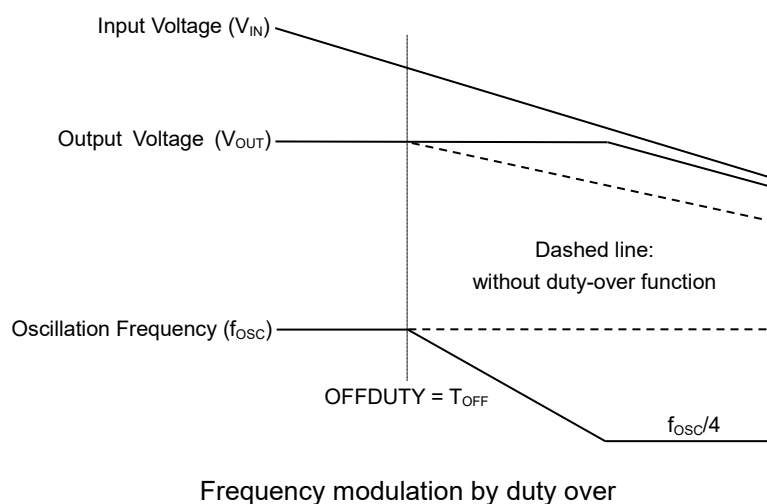 Input Voltage (VIN)
Output Voltage (VOUT)
Dashed line:
without duty-over function
Oscillation Frequency (fOSC)
OFFDUTY = TOFF
fOSC/4
Frequency modulation by duty over